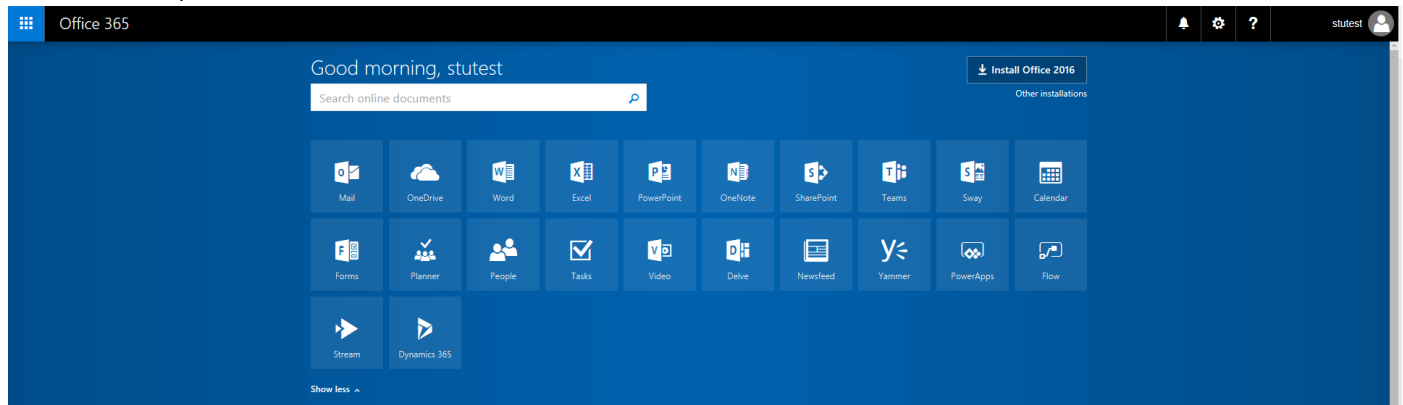 Office 365
?
stutest
Good morning, stutest
Install Office 2016
Search online documents
Other installations
Mail OneDrive Word Excel PowerPoint OneNote SharePoint Teams Sway Calendar
Forms Planner People Tasks Video Delve Newsfeed Yammer PowerApps Flow
Stream Dynamics 365
Show less